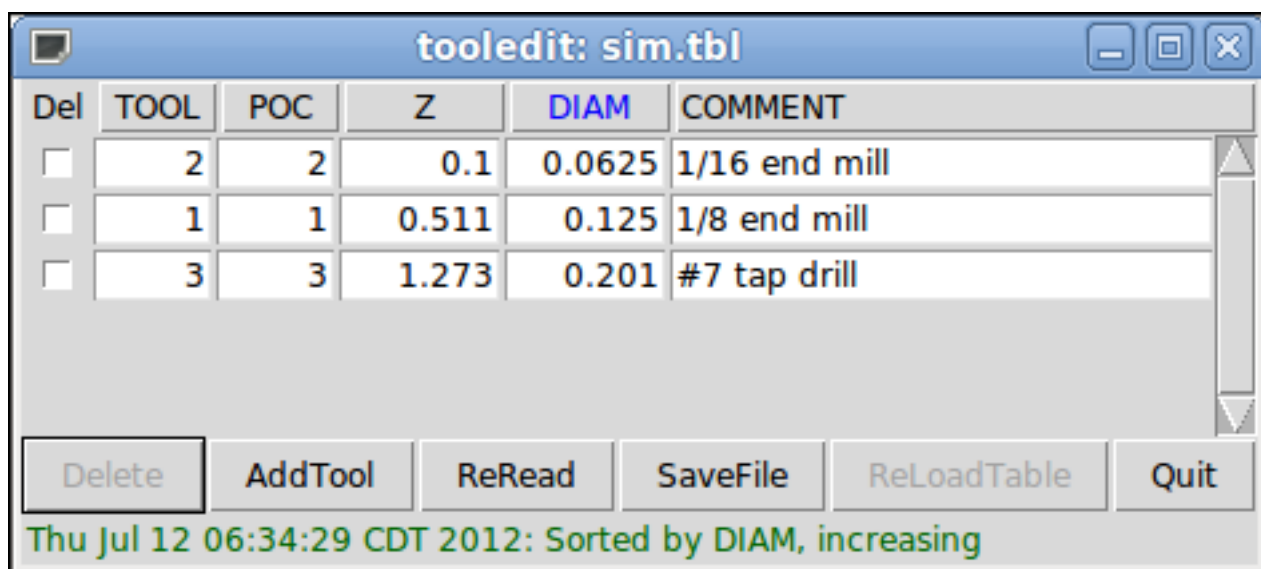 tooledit: sim.tbl
Del TOOL POC Z DIAM COMMENT
2 2 0.1 0.0625 1/16 end mill
1 1 0.511 0.125 1/8 end mill
3 3 1.273 0.201 #7 tap drill
Delete AddTool ReRead SaveFile ReLoadTable Quit
Thu Jul 12 06:34:29 CDT 2012: Sorted by DIAM, increasing